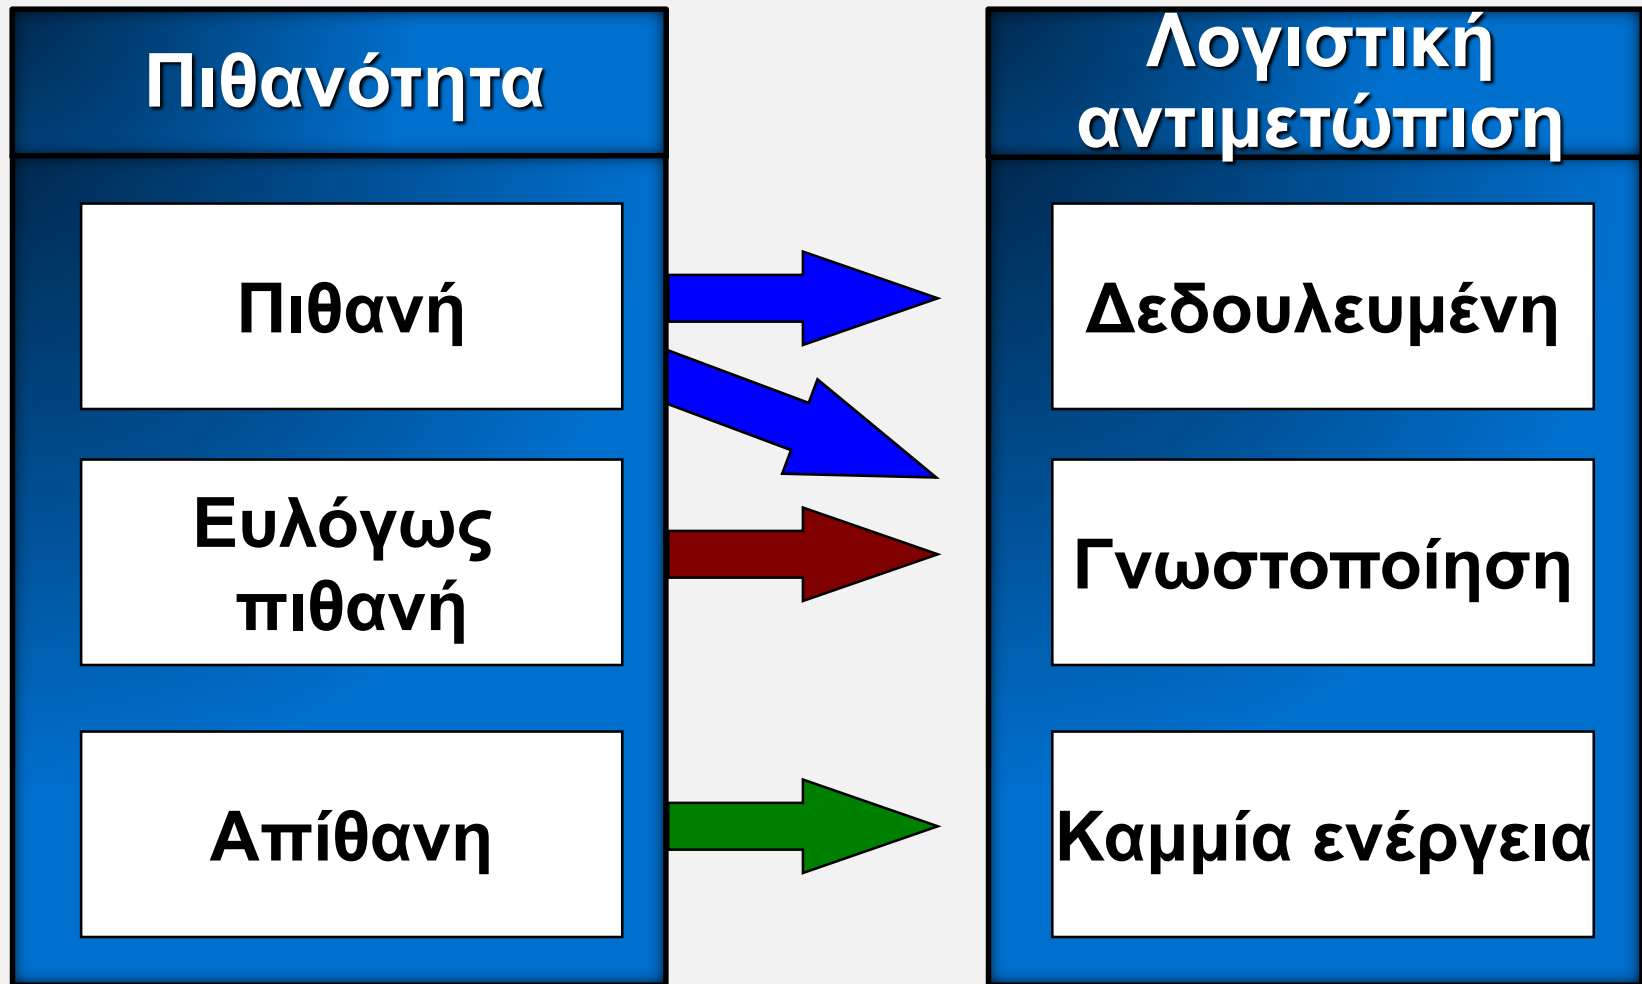 Πιθανότητα
Πιθανή
Ευλόγως
πιθανή
Απίθανη
Λογιστική
αντιμετώπιση
Δεδουλευμένη
Γνωστοποίηση
Καμμία ενέργεια